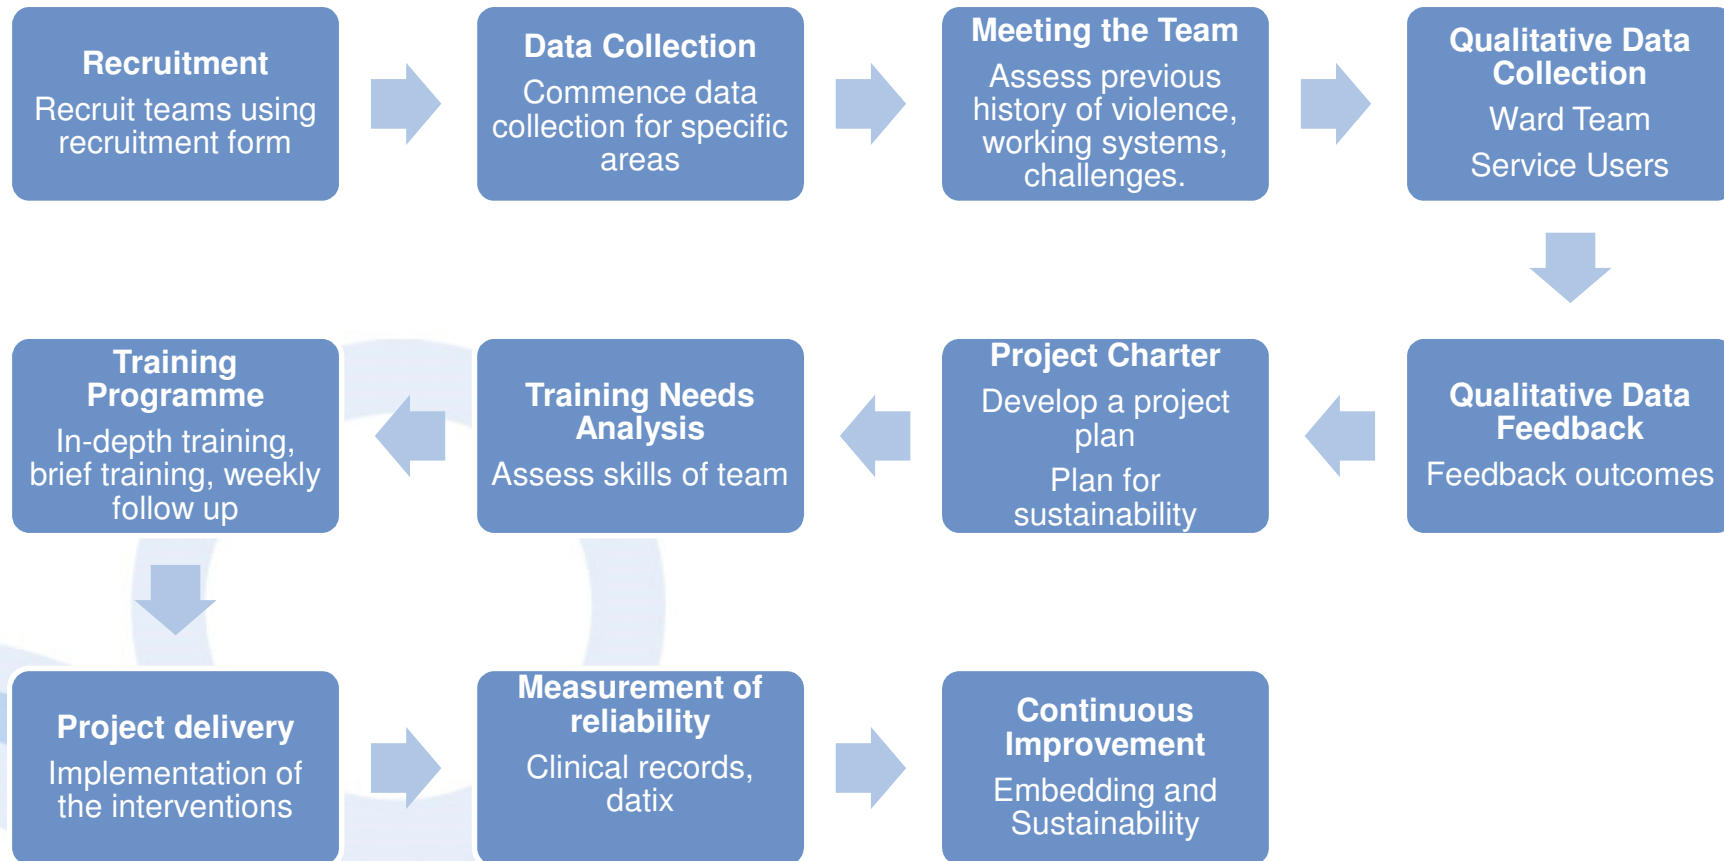 Recruitment
Recruit teams using
recruitment form
Data Collection
Commence data
collection for specific
areas
Meeting the Team
Assess previous
history of violence,
working systems,
challenges.
Qualitative Data
Collection
Ward Team
Service Users
Qualitative Data
Feedback
Feedback outcomes
Project Charter
Develop a project
plan
Plan for
sustainability
Training Needs
Analysis
Assess skills of team
Training
Programme
In-depth training,
brief training, weekly
follow up
Project delivery
Implementation of
the interventions
Measurement of
reliability
Clinical records,
datix
Continuous
Improvement
Embedding and
Sustainability